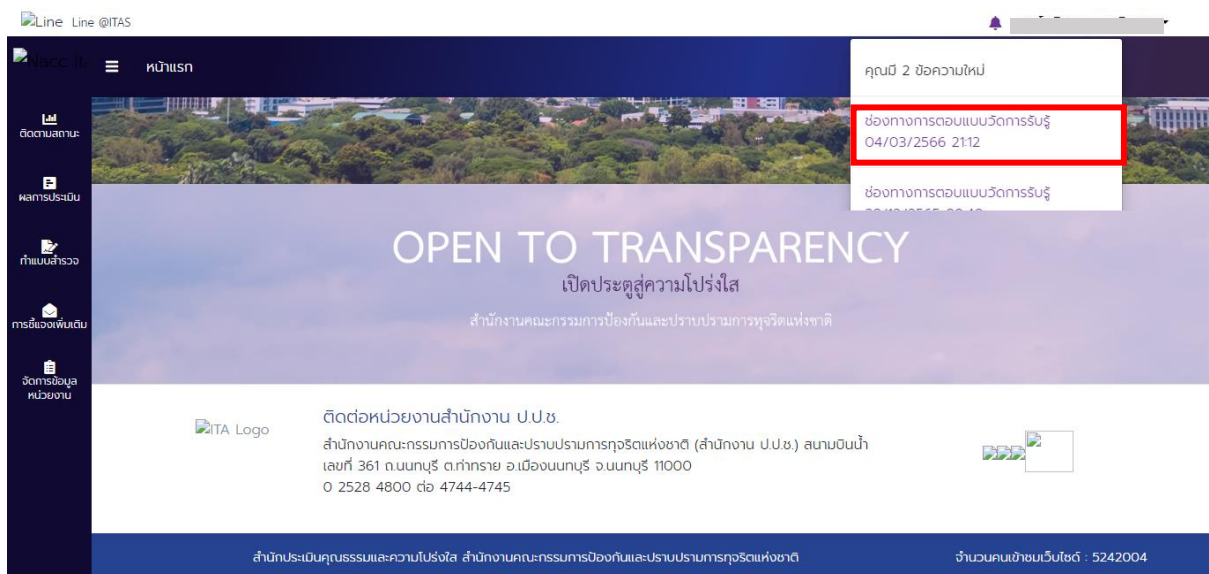 Line Line @ITAS
หน้าแรก
คุณมี 2 ข้อความใหม่
ช่องทางการตอบแบบวัดการรับรู้
04/03/2566 21:12
ช่องทางการตอบแบบวัดการรับรู้
ติดตามสถานะ
ผลการประเมิน
ทำแบบสำรวจ
การชี้แจงเพิ่มเติม
จัดการข้อมูล
หน่วยงาน
OPEN TO TRANSPARENCY
เปิดประตูสู่ความโปร่งใส
สำนักงานคณะกรรมการป้องกันและปราบปรามการทุจริตแห่งชาติ
ITA Logo
ติดต่อหน่วยงานสำนักงาน ป.ป.ช.
สำนักงานคณะกรรมการป้องกันและปราบปรามการทุจริตแห่งชาติ (สำนักงาน ป.ป.ช.) สนามบินน้ำ
เลขที่ 361 ถ.นนทบุรี ต.ท่าทราย อ.เมืองนนทบุรี จ.นนทบุรี 11000
0 2528 4800 ต่อ 4744-4745
สำนักประเมินคุณธรรมและความโปร่งใส สำนักงานคณะกรรมการป้องกันและปราบปรามการทุจริตแห่งชาติ
จำนวนคนเข้าชมเว็บไซต์ : 5242004